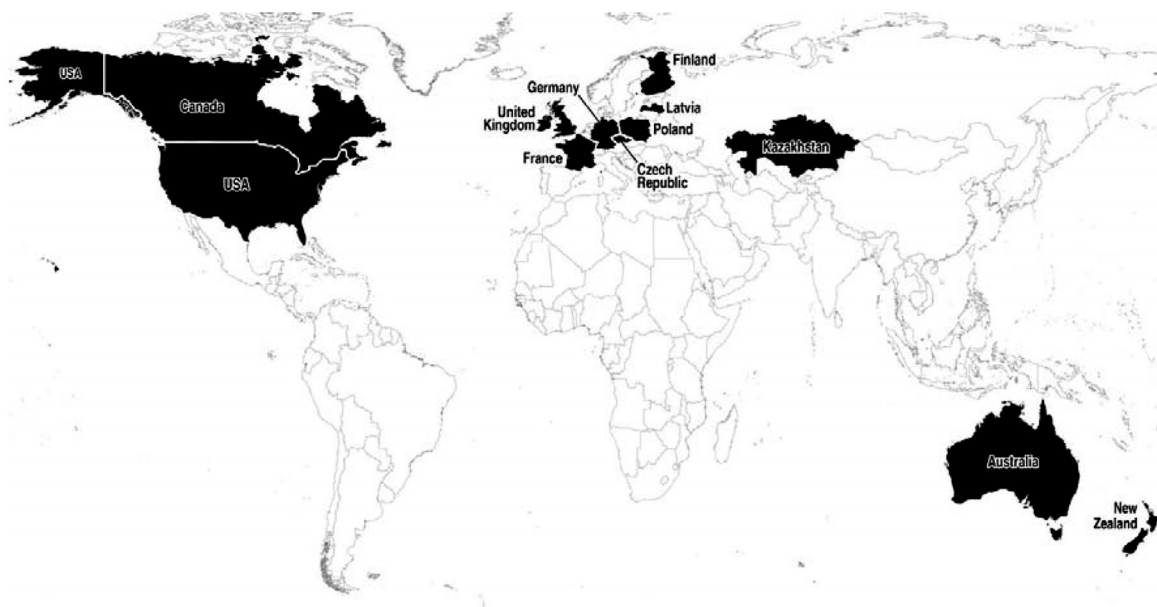 USA
Canada
USA
Finland
Germany
Latvia
United
Kingdom
Poland
France
Czech
Republic
Kazakhstan
Australia
New
Zealand